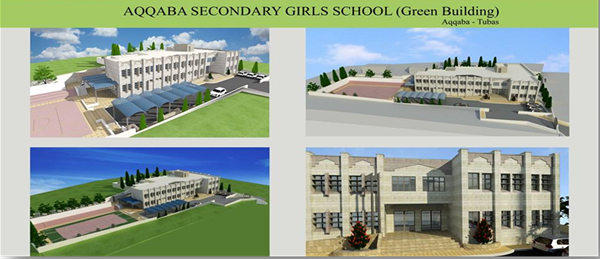 AQQABA SECONDARY GIRLS SCHOOL (Green Building)
Aqqaba - Tubas